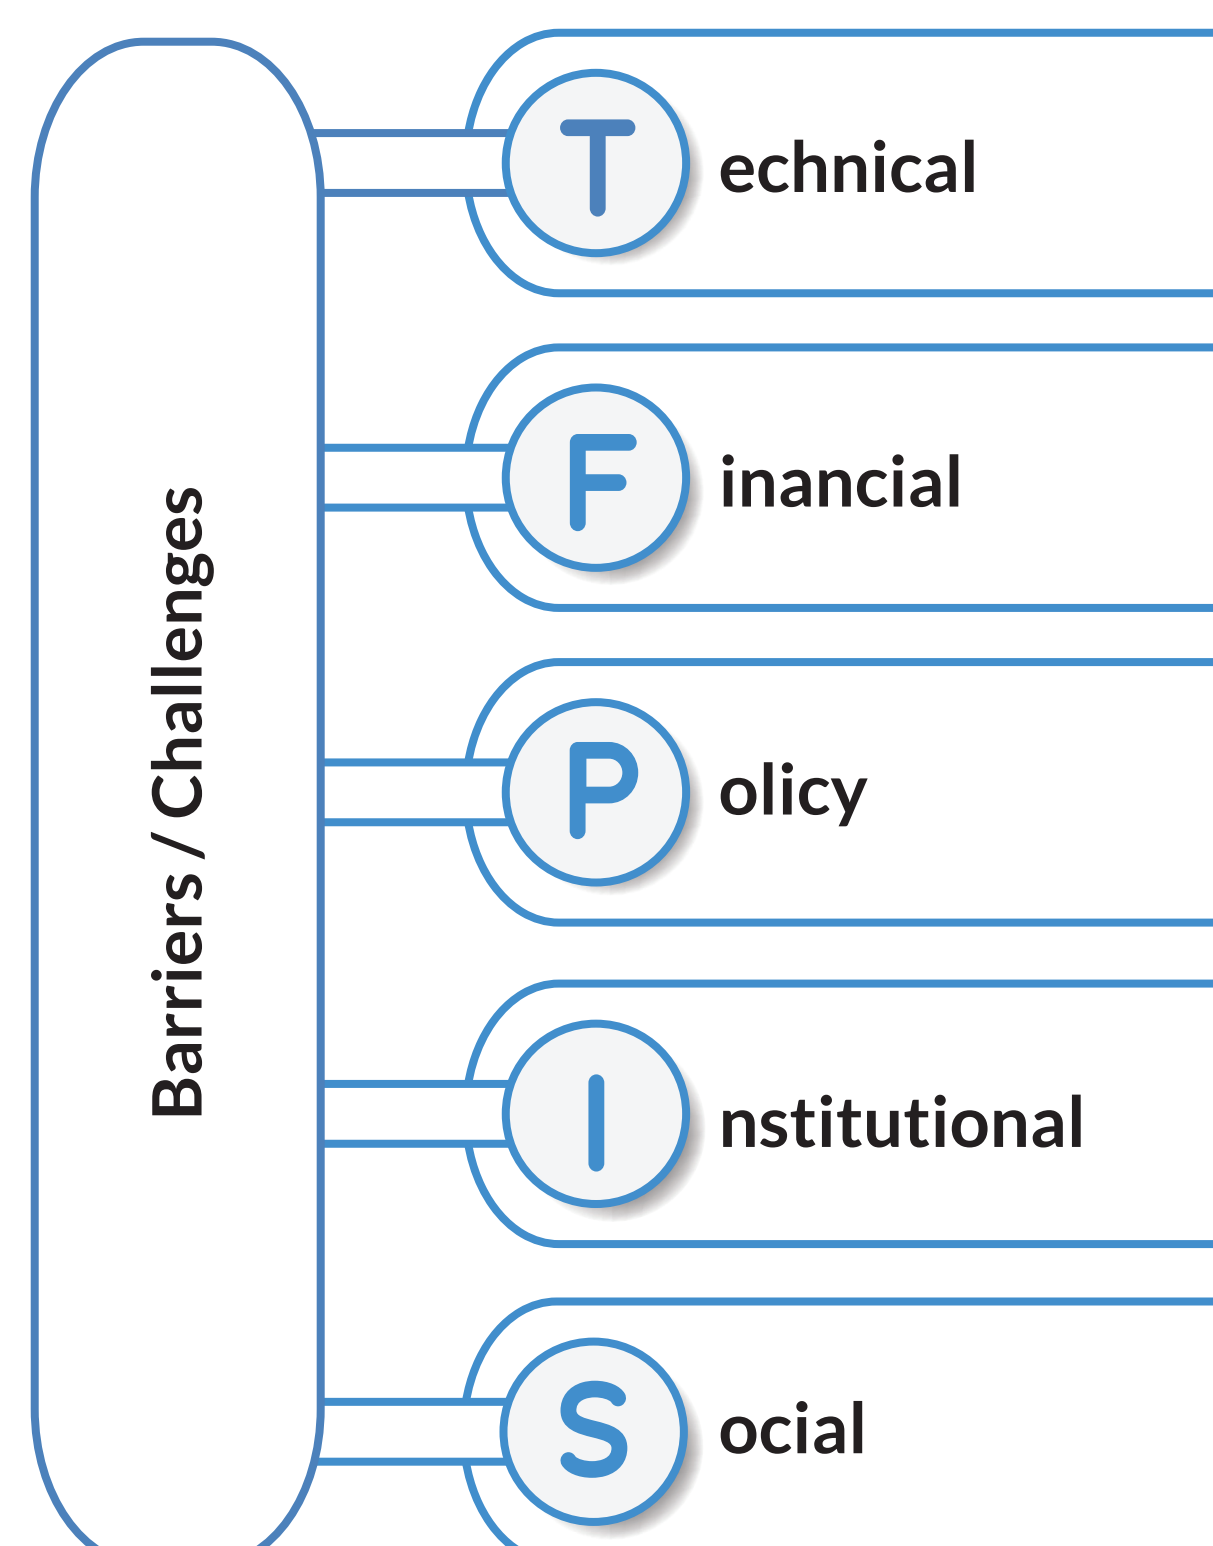 Barriers / Challenges
Technical
Financial
Policy
Institutional
Social